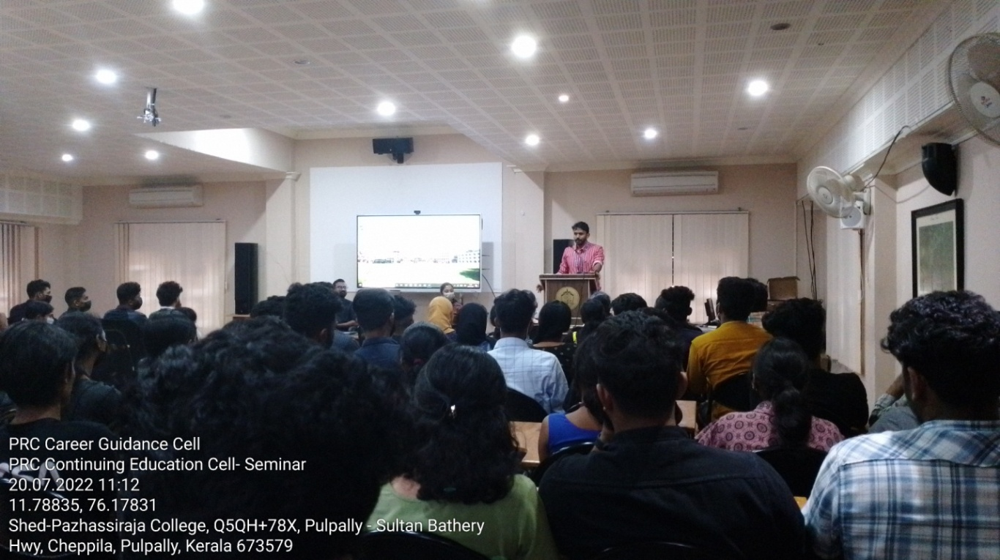 PRC Career Guidance Cell
PRC Continuing Education Cell- Seminar
20.07.2022 11:12
11.78835, 76.17831
Shed-Pazhassiraja College, Q5QH+78X, Pulpally - Sultan Bathery
Hwy, Cheppila, Pulpally, Kerala 673579